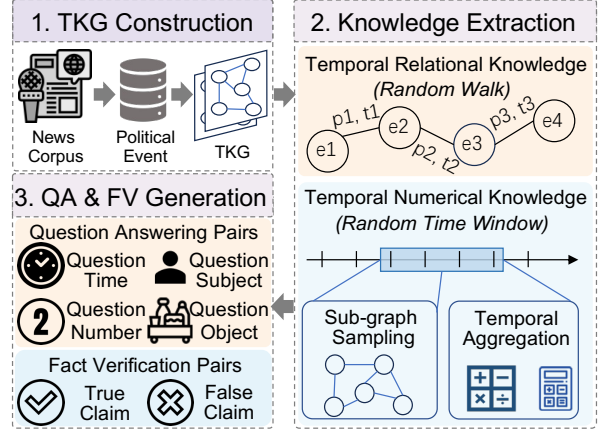 1. TKG Construction
News
Corpus
Political
Event
TKG
2. Knowledge Extraction
Temporal Relational Knowledge
(Random Walk)
e1
p1, t1
e2
p2, t2
e3
p3, t3
e4
Temporal Numerical Knowledge
(Random Time Window)
Sub-graph
Sampling
Temporal
Aggregation
3. QA & FV Generation
Question Answering Pairs
Question
Time
Question
Subject
2
Question
Number
Question
Object
Fact Verification Pairs
True
Claim
False
Claim